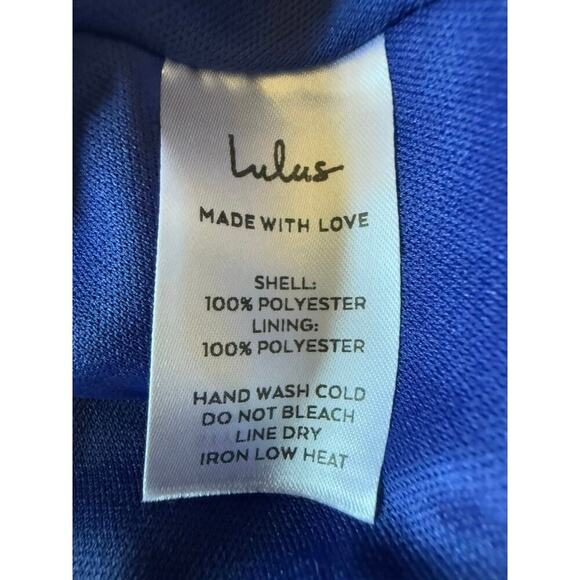 Lulus
MADE WITH LOVE
SHELL:
100% POLYESTER
LINING:
100% POLYESTER
HAND WASH COLD
DO NOT BLEACH
LINE DRY
IRON LOW HEAT